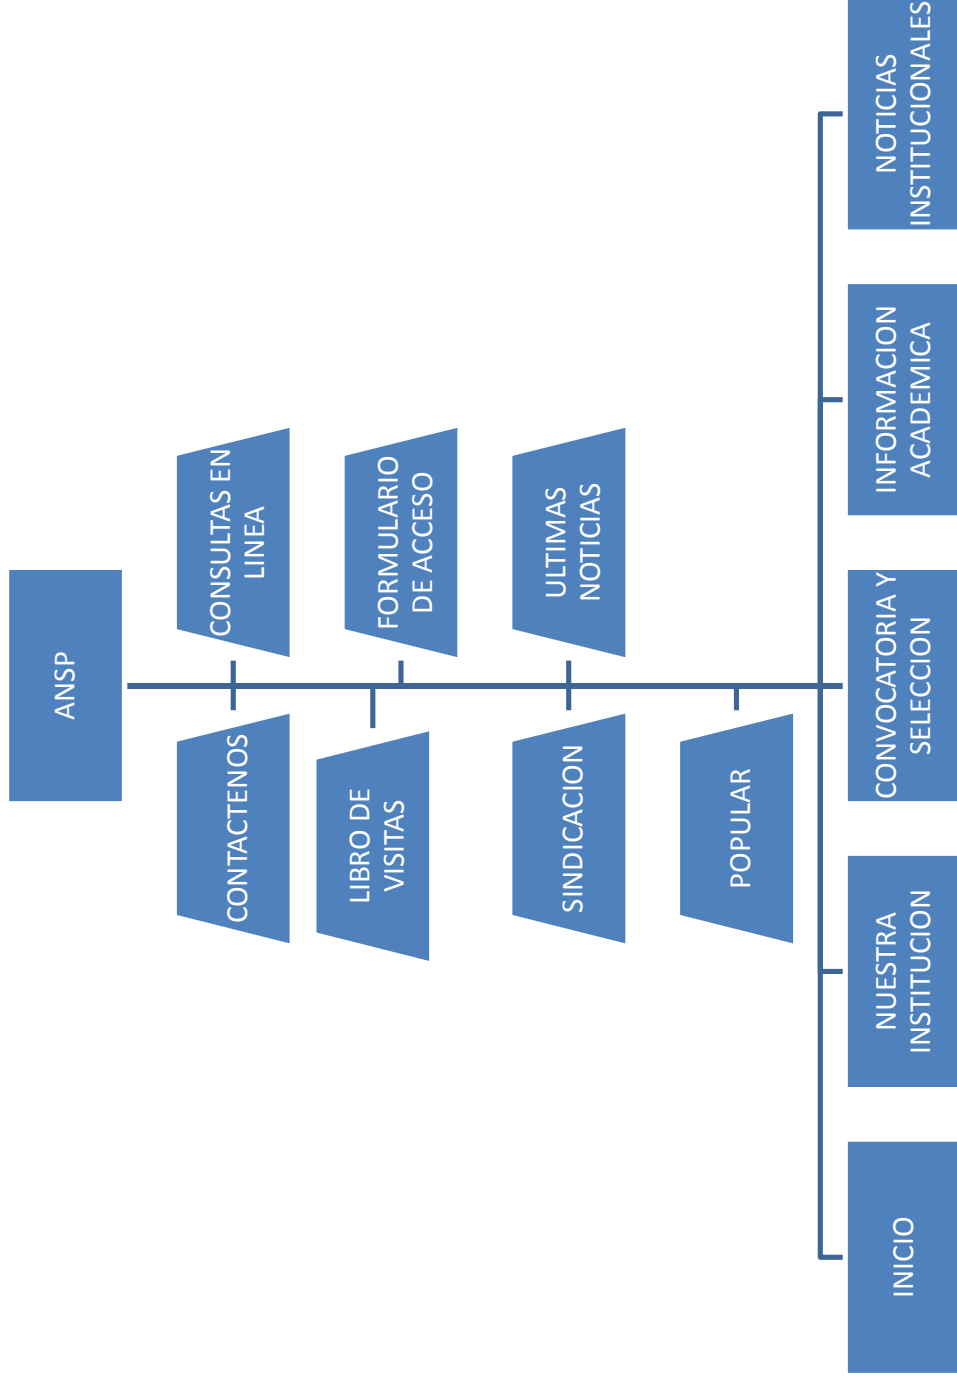 ANSP
CONTACTENOS
CONSULTAS EN
LINEA
LIBRO DE
VISITAS
FORMULARIO
DE ACCESO
SINDICACION
ULTIMAS
NOTICIAS
POPULAR
INICIO
NUESTRA
INSTITUCION
CONVOCATORIA Y
SELECCION
INFORMACION
ACADEMICA
NOTICIAS
INSTITUCIONALES